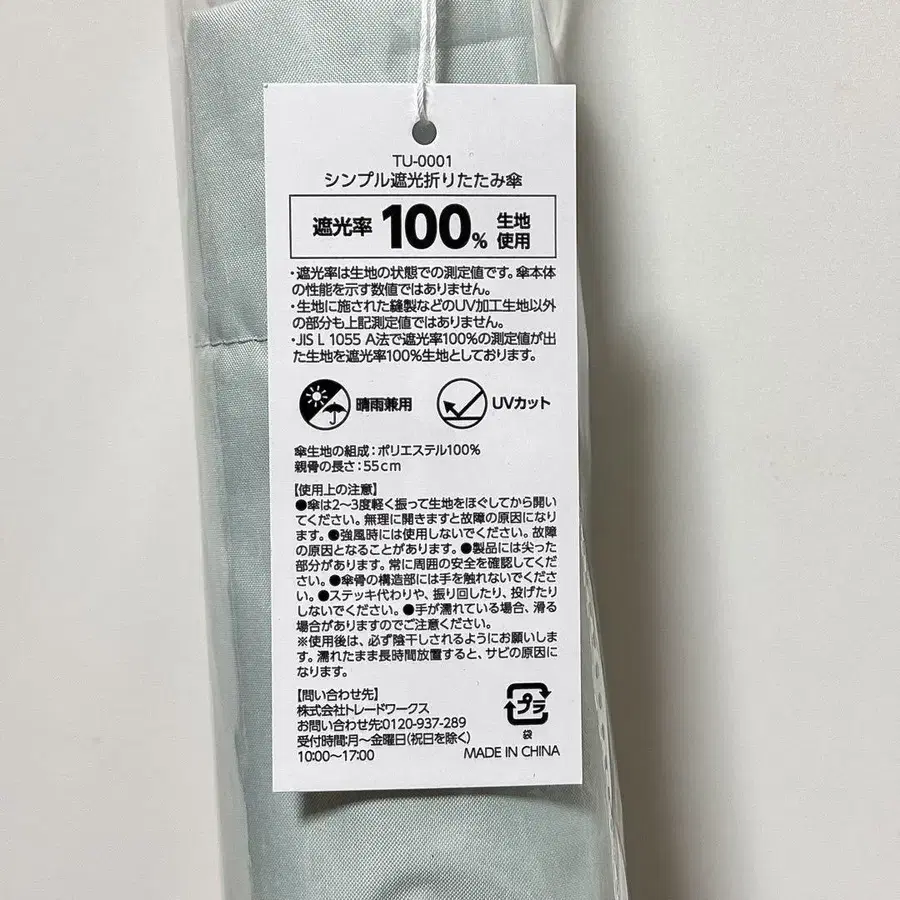 TU-0001
シンプル遮光折りたたみ傘
遮光率 100% 生地使用
・遮光率は生地の状態での測定値です。傘本体
の性能を示す数値ではありません。
・生地に施された縫製などのUV加工生地以外
の部分も上記測定値ではありません。
・JIS L 1055 A法で遮光率100%の測定値が出
た生地を遮光率100%生地としております。
晴雨兼用 UVカット
傘生地の組成:ポリエステル100%
親骨の長さ:55cm
【使用上の注意】
●傘は2〜3度軽く振って生地をほぐしてから開い
てください。無理に開きますと故障の原因になり
ます。●強風時には使用しないでください。故障
の原因となることがあります。●製品には尖った
部分があります。常に周囲の安全を確認してくだ
さい。●傘骨の構造部には手を触れないでくださ
い。●ステッキ代わりや、振り回したり、投げたり
しないでください。●手が濡れている場合、滑る
場合がありますのでご注意ください。
※使用後は、必ず陰干しされるようにお願いしま
す。濡れたまま長時間放置すると、サビの原因に
なります。
【問い合わせ先】
株式会社トレードワークス
お問い合わせ先:0120-937-289
受付時間:月〜金曜日(祝日を除く)
10:00〜17:00
プラ
袋
MADE IN CHINA